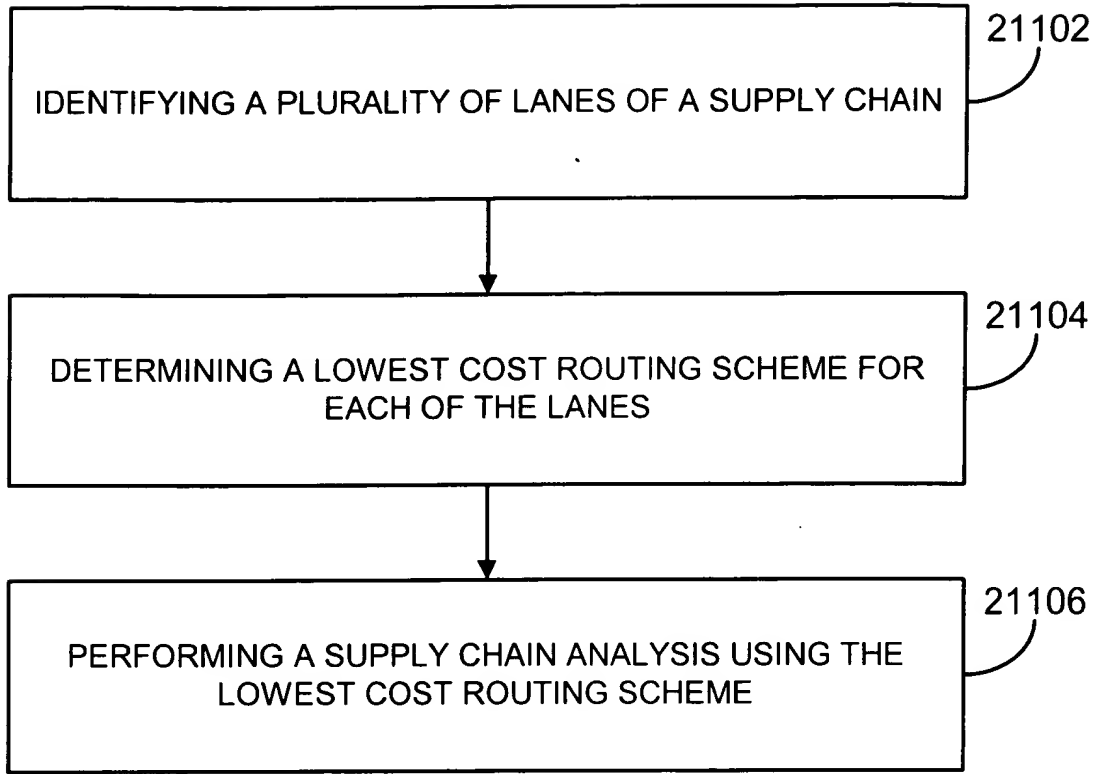 21102
IDENTIFYING A PLURALITY OF LANES OF A SUPPLY CHAIN
21104
DETERMINING A LOWEST COST ROUTING SCHEME FOR
EACH OF THE LANES
21106
PERFORMING A SUPPLY CHAIN ANALYSIS USING THE
LOWEST COST ROUTING SCHEME